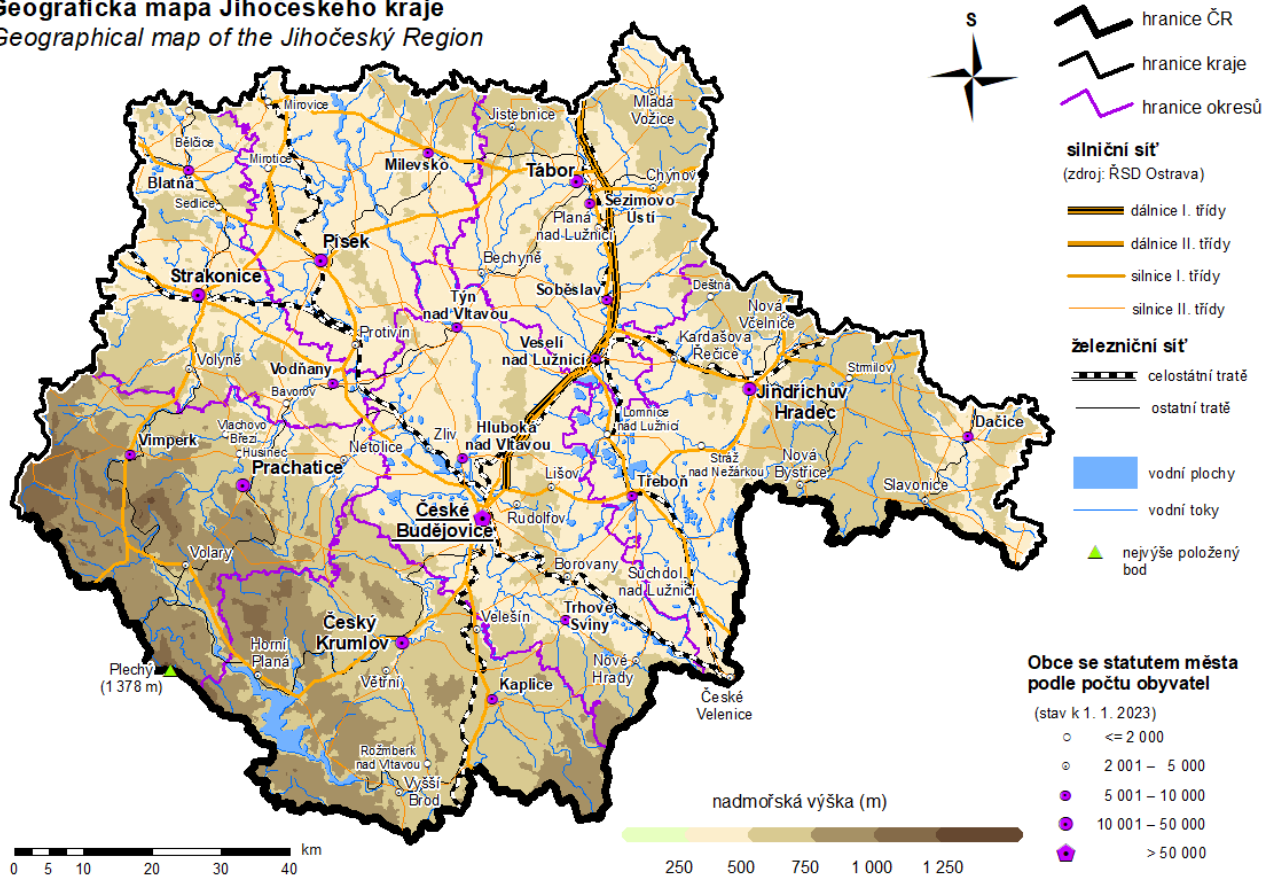 Geografická mapa Jihočeského kraje
Geographical map of the Jihočeský Region
S
hranice ČR
hranice kraje
hranice okresů
silniční síť
(zdroj: ŘSD Ostrava)
dálnice I. třídy
dálnice II. třídy
silnice I. třídy
silnice II. třídy
železniční síť
celostátní tratě
ostatní tratě
vodní plochy
vodní toky
nejvýše položený
bod
Obce se statutem města
podle počtu obyvatel
(stav k 1. 1. 2023)
<= 2 000
2 001 – 5 000
5 001 – 10 000
10 001 – 50 000
> 50 000
Mirovice
Mladá
Vožice
Jistebnice
Bělčice
Mirotice
Milevsko
Tábor
Chýnov
Blatná
Sedlice
Sezimovo
Ústí
Planá
nad Lužnicí
Písek
Bechyně
Strakonice
Soběslav
Deštná
Týn
nad Vltavou
Nová
Včelnice
Protivín
Kardašova
Řečice
Veselí
nad Lužnicí
Volyně
Vodňany
Strmilov
Bavorov
Jindřichův
Hradec
Lomnice
nad Lužnicí
Dačice
Vlachovo
Březí
Zliv
Hluboká
nad Vltavou
Vimperk
Husinec
Netolice
Prachatice
Stráž
nad Nežárkou
Nová
Bystřice
Lišov
Třeboň
Slavonice
České
Budějovice
Rudolfov
Volary
Borovany
Suchdol
nad Lužnicí
Trhové
Sviny
Velešín
Český
Krumlov
Horní
Planá
Plechý
(1 378 m)
Větřní
Nové
Hrady
Kaplice
České
Velenice
Rožmberk
nad Vltavou
Vyšší
Brod
nadmořská výška (m)
250 500 750 1 000 1 250
km
0 5 10 20 30 40